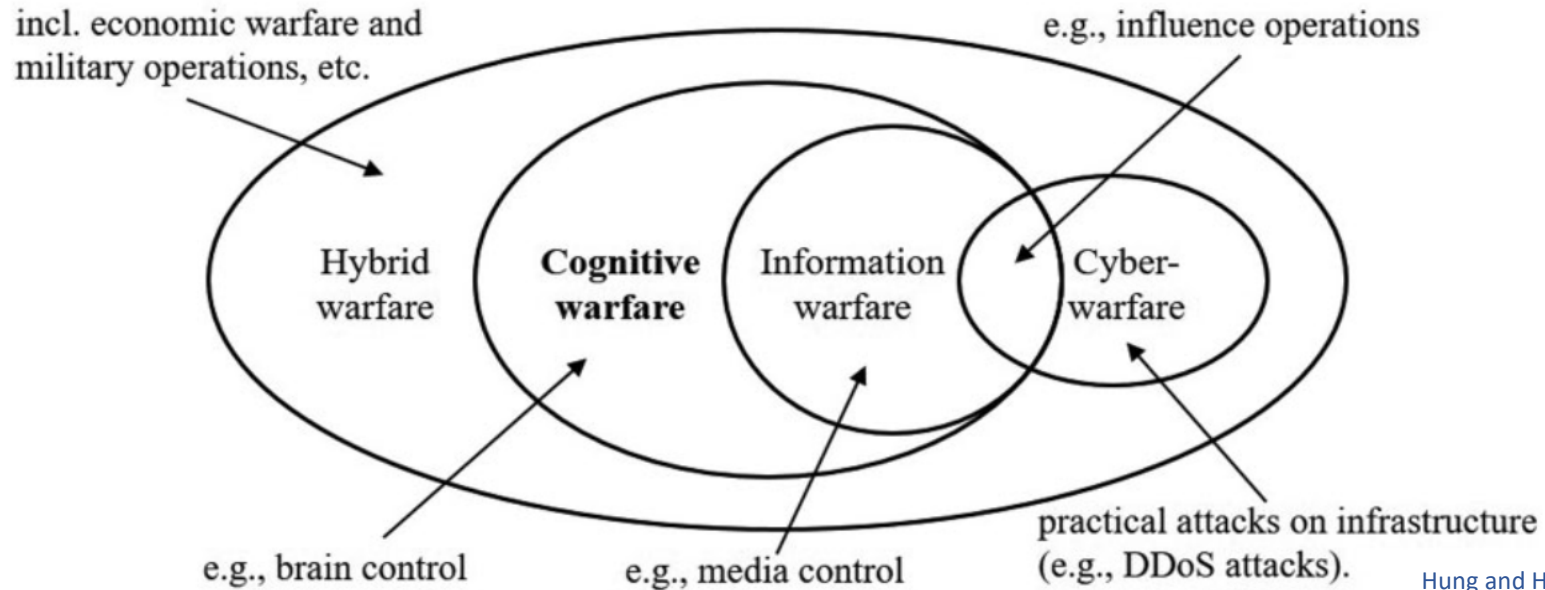 incl. economic warfare and
military operations, etc.
e.g., influence operations
Hybrid
warfare
Cognitive
warfare
Information
warfare
Cyber-
warfare
e.g., brain control
e.g., media control
practical attacks on infrastructure
(e.g., DDoS attacks).
Hung and H